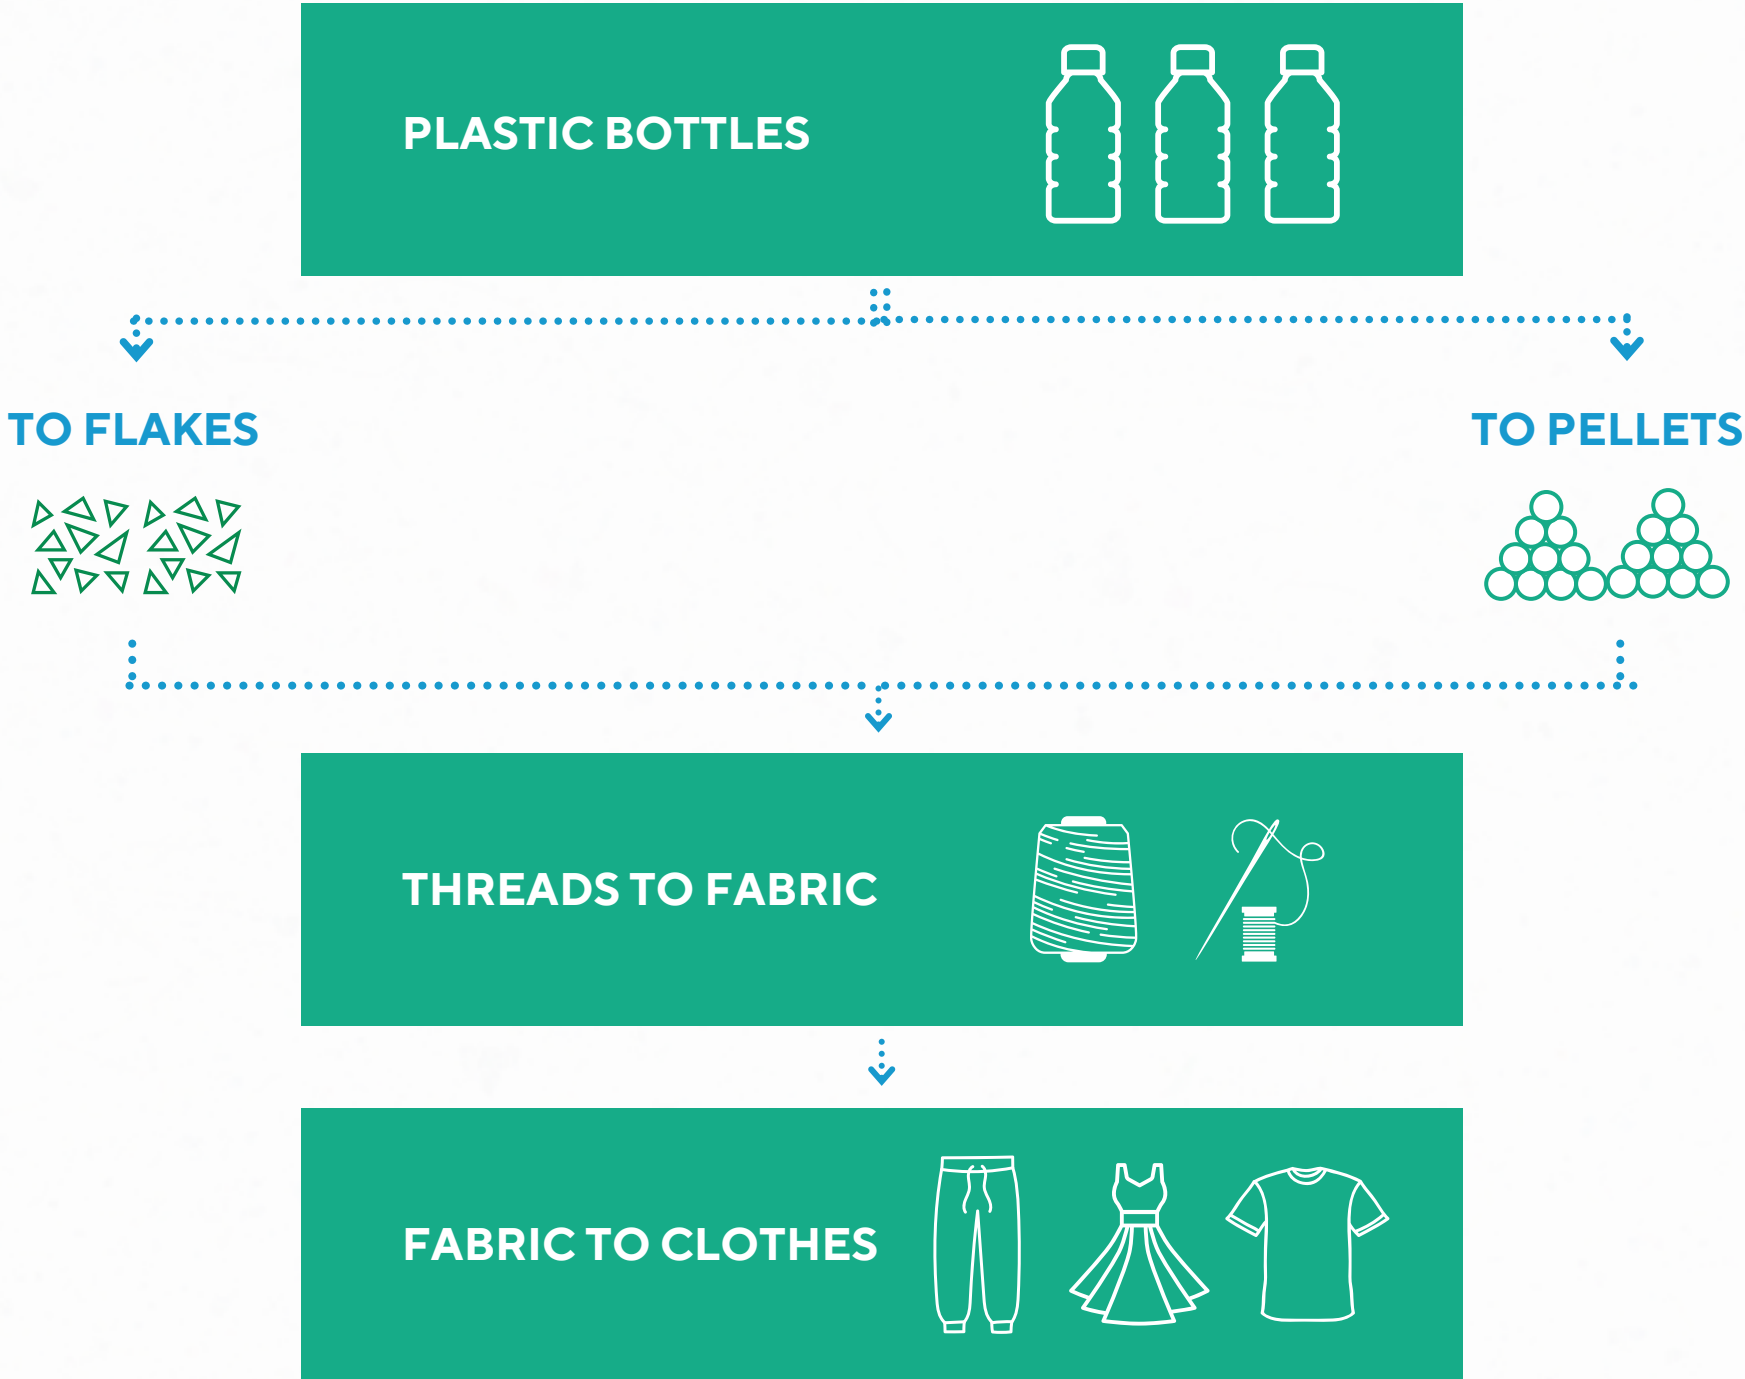 PLASTIC BOTTLES
TO FLAKES
TO PELLETS
THREADS TO FABRIC
FABRIC TO CLOTHES